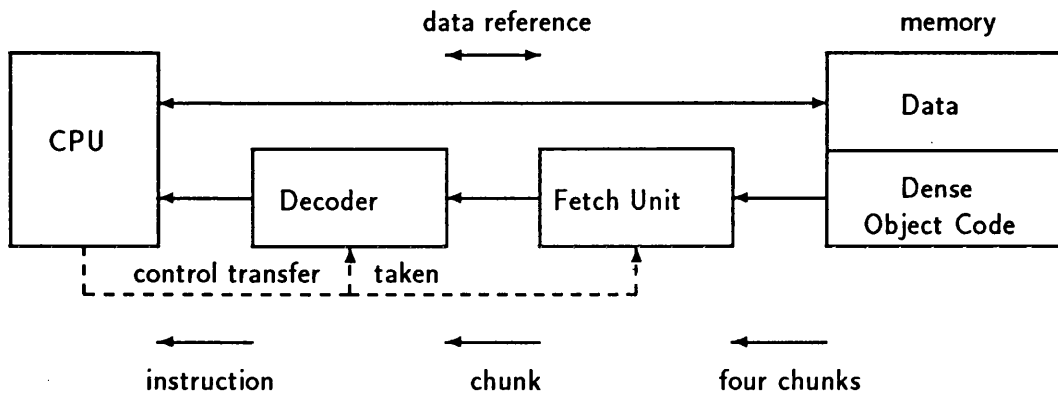 data reference
memory
CPU
Data
Decoder
Fetch Unit
Dense
Object Code
control transfer taken
instruction
chunk
four chunks